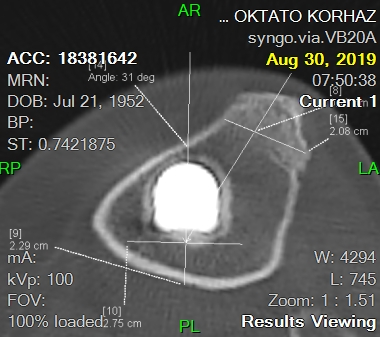 AR
... OKTATO KORHAZ
syngo.via.VB20A
ACC: 18381642
Aug 30, 2019
[14]
Angle: 31 deg
MRN:
07:50:38
[8]
DOB: Jul 21, 1952
Current 1
BP:
[15]
2.08 cm
ST: 0.7421875
RP
LA
[9]
2.29 cm
mA:
W: 4294
kVp: 100
L: 745
FOV:
Zoom: 1 : 1.51
[10]
2.75 cm
100% loaded
PL
Results Viewing